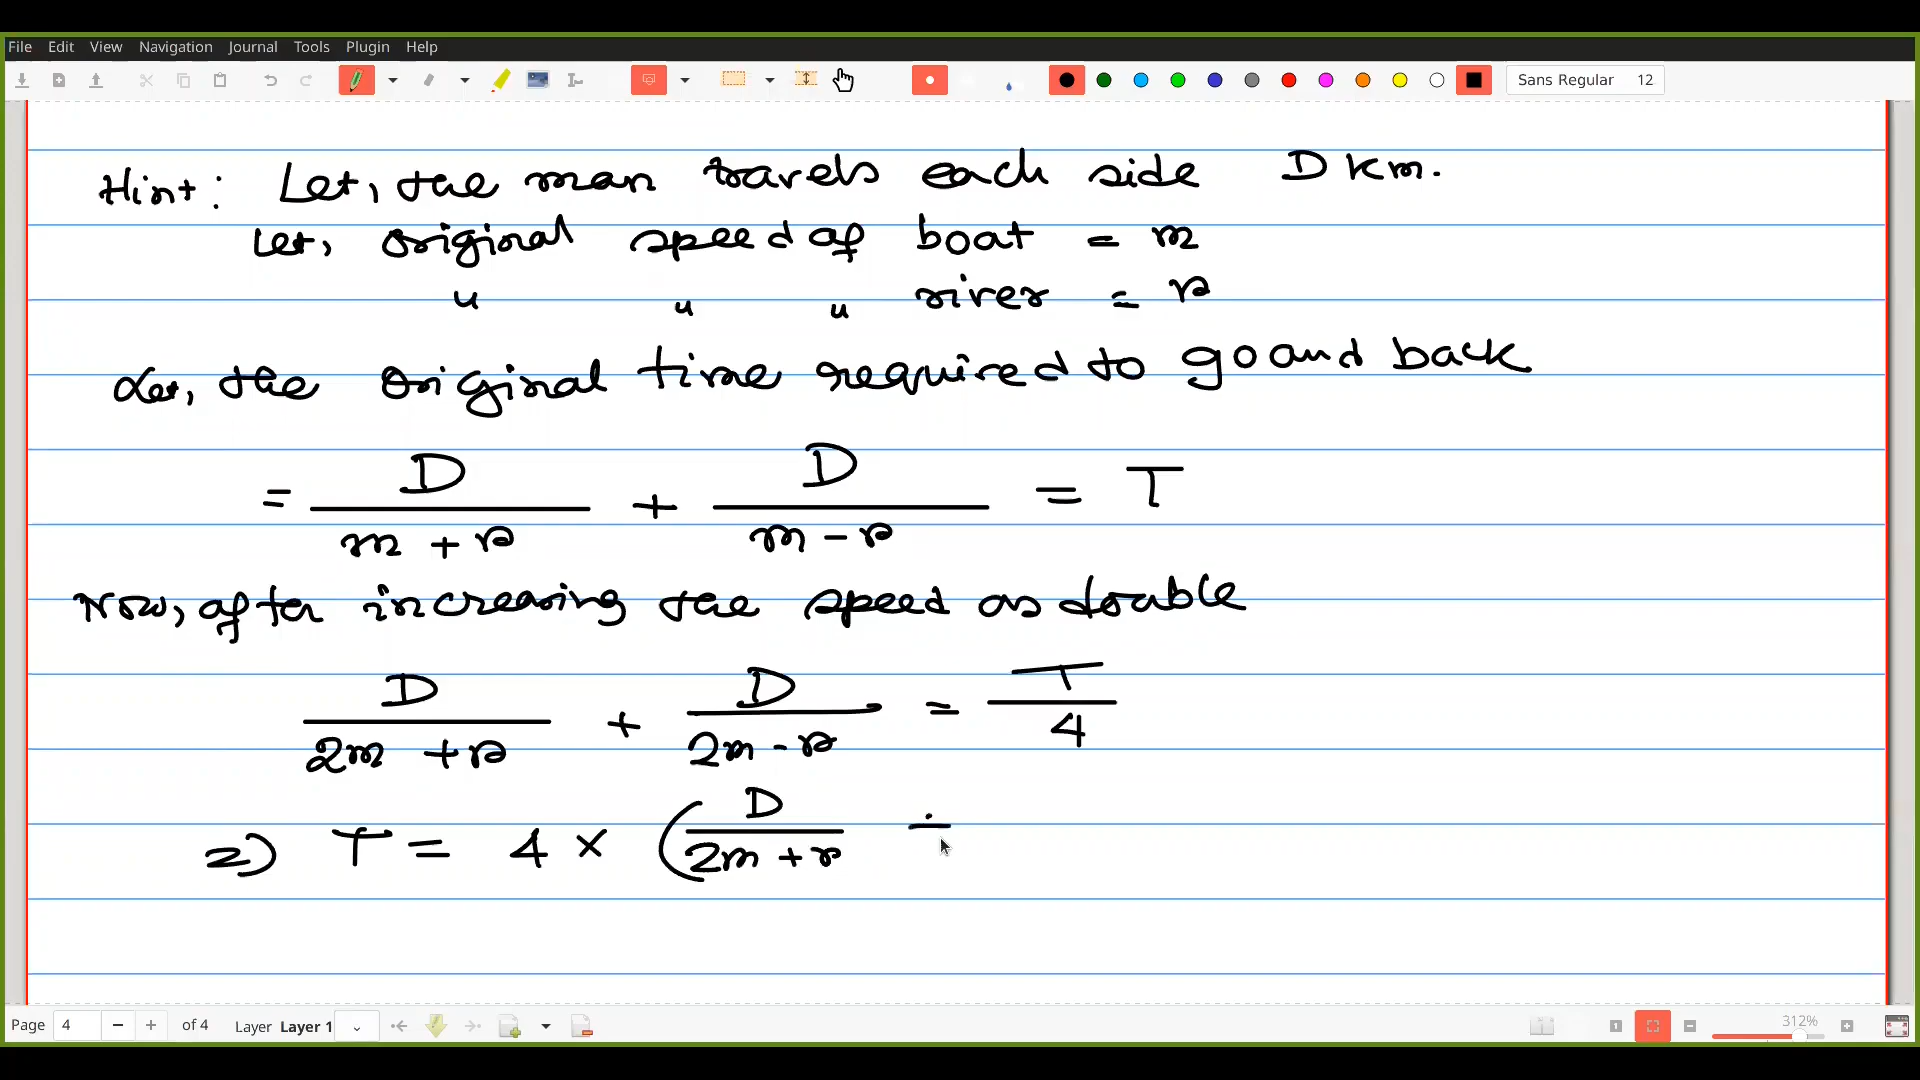 File Edit View Navigation Journal Tools Plugin Help
Sans Regular 12
Hint: Let, the man travels each side D km.
Let, original speed of boat = m
" " " river = r
Let, the original time required to go and back
= D/(m + r) + D/(m - r) = T
Now, after increasing the speed as double
D/(2m + r) + D/(2m - r) = T/4
=) T = 4 × (D/(2m + r)
Page 4 of 4 Layer Layer 1 312%